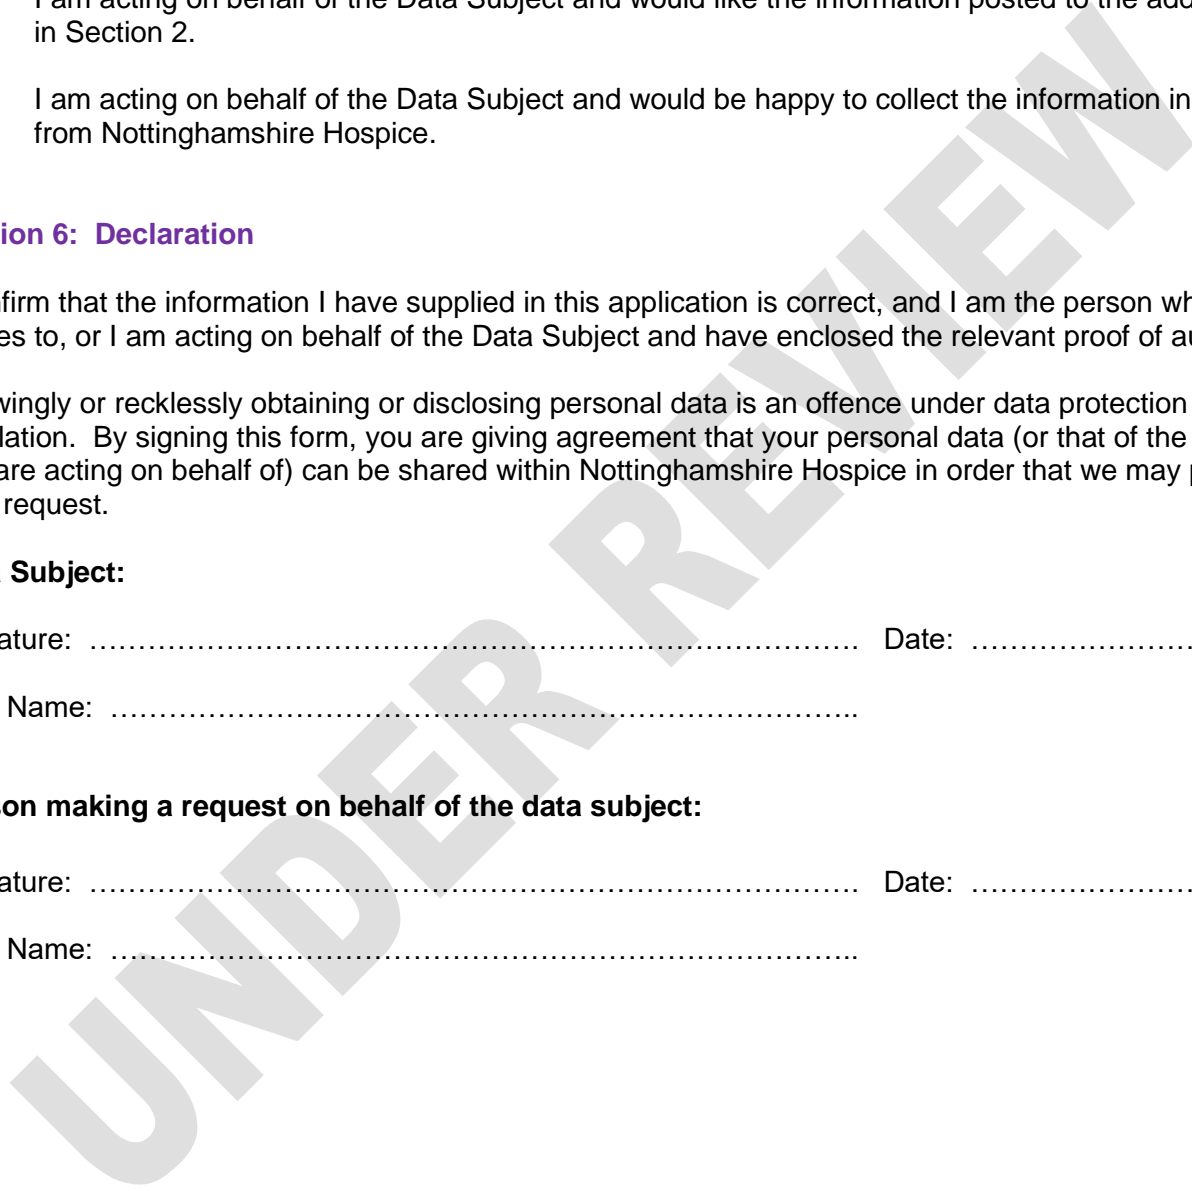 I am acting on behalf of the Data Subject and would like the information posted to the add
in Section 2.
I am acting on behalf of the Data Subject and would be happy to collect the information in
from Nottinghamshire Hospice.
ion 6: Declaration
firm that the information I have supplied in this application is correct, and I am the person wh
es to, or I am acting on behalf of the Data Subject and have enclosed the relevant proof of au
wingly or recklessly obtaining or disclosing personal data is an offence under data protection
lation. By signing this form, you are giving agreement that your personal data (or that of the
are acting on behalf of) can be shared within Nottinghamshire Hospice in order that we may p
request.
Subject:
ature: ……………………………………………………………………. Date: …………………..
Name: …………………………………………………………………..
son making a request on behalf of the data subject:
ature: ……………………………………………………………………. Date: …………………..
Name: …………………………………………………………………..
UNDER REVIEW